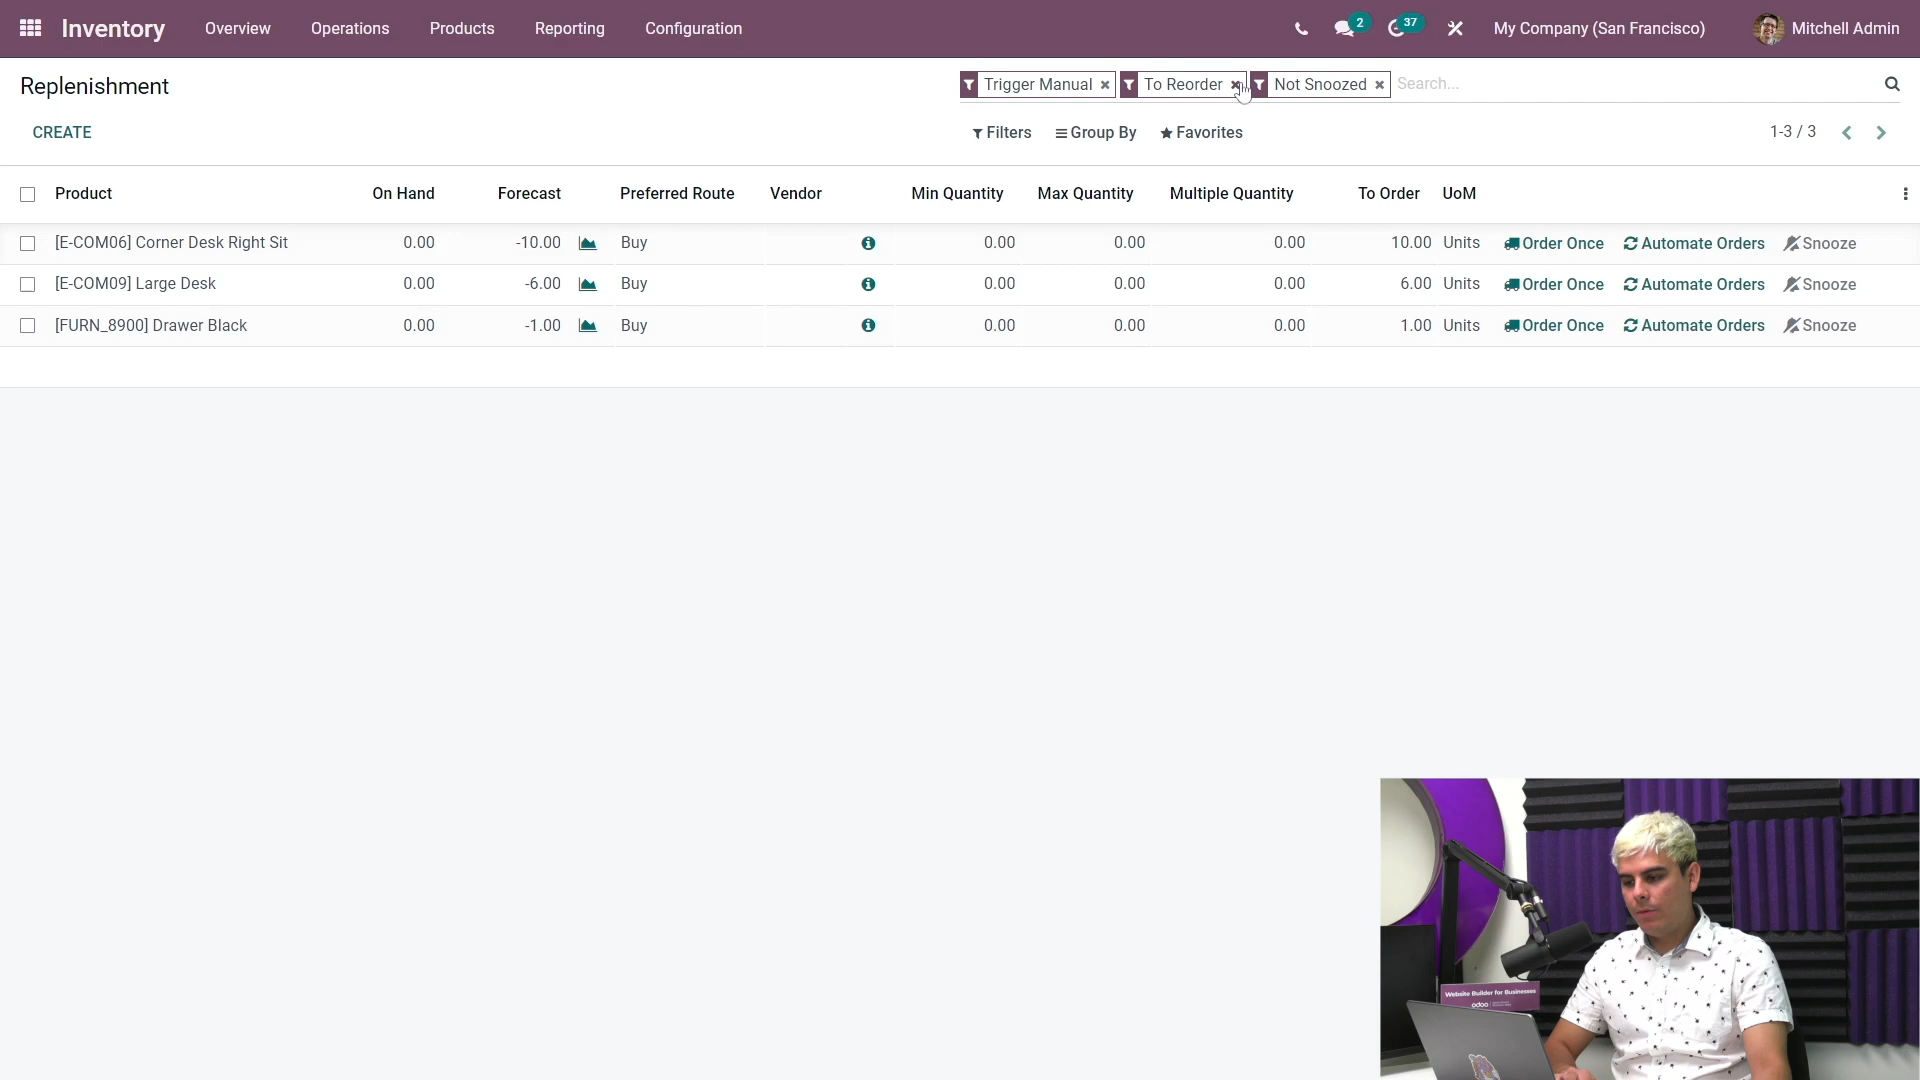 Inventory Overview Operations Products Reporting Configuration 2 37 My Company (San Francisco) Mitchell Admin
Replenishment Trigger Manual × To Reorder × Not Snoozed × Search...
CREATE Filters Group By Favorites 1-3 / 3
Product On Hand Forecast Preferred Route Vendor Min Quantity Max Quantity Multiple Quantity To Order UoM
[E-COM06] Corner Desk Right Sit 0.00 -10.00 Buy 0.00 0.00 0.00 10.00 Units Order Once Automate Orders Snooze
[E-COM09] Large Desk 0.00 -6.00 Buy 0.00 0.00 0.00 6.00 Units Order Once Automate Orders Snooze
[FURN_8900] Drawer Black 0.00 -1.00 Buy 0.00 0.00 0.00 1.00 Units Order Once Automate Orders Snooze
Website Builder for Businesses
odoo